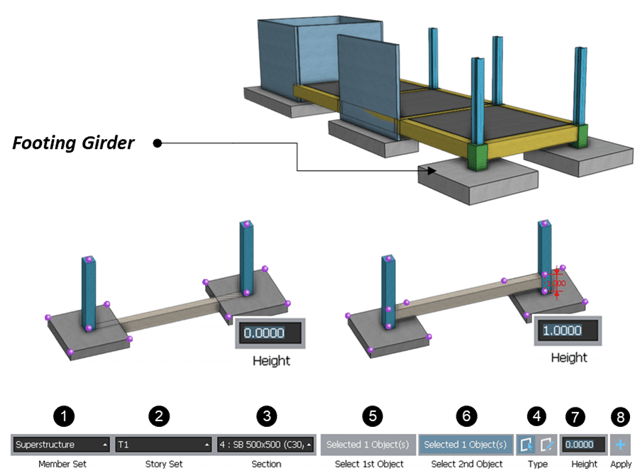 Footing Girder
0.0000
Height
1.0000
Height
1 2 3 5 6 4 7 8
Superstructure T1 4 : SB 500x500 (C30, Selected 1 Object(s) Selected 1 Object(s) 0.0000
Member Set Story Set Section Select 1st Object Select 2nd Object Type Height Apply